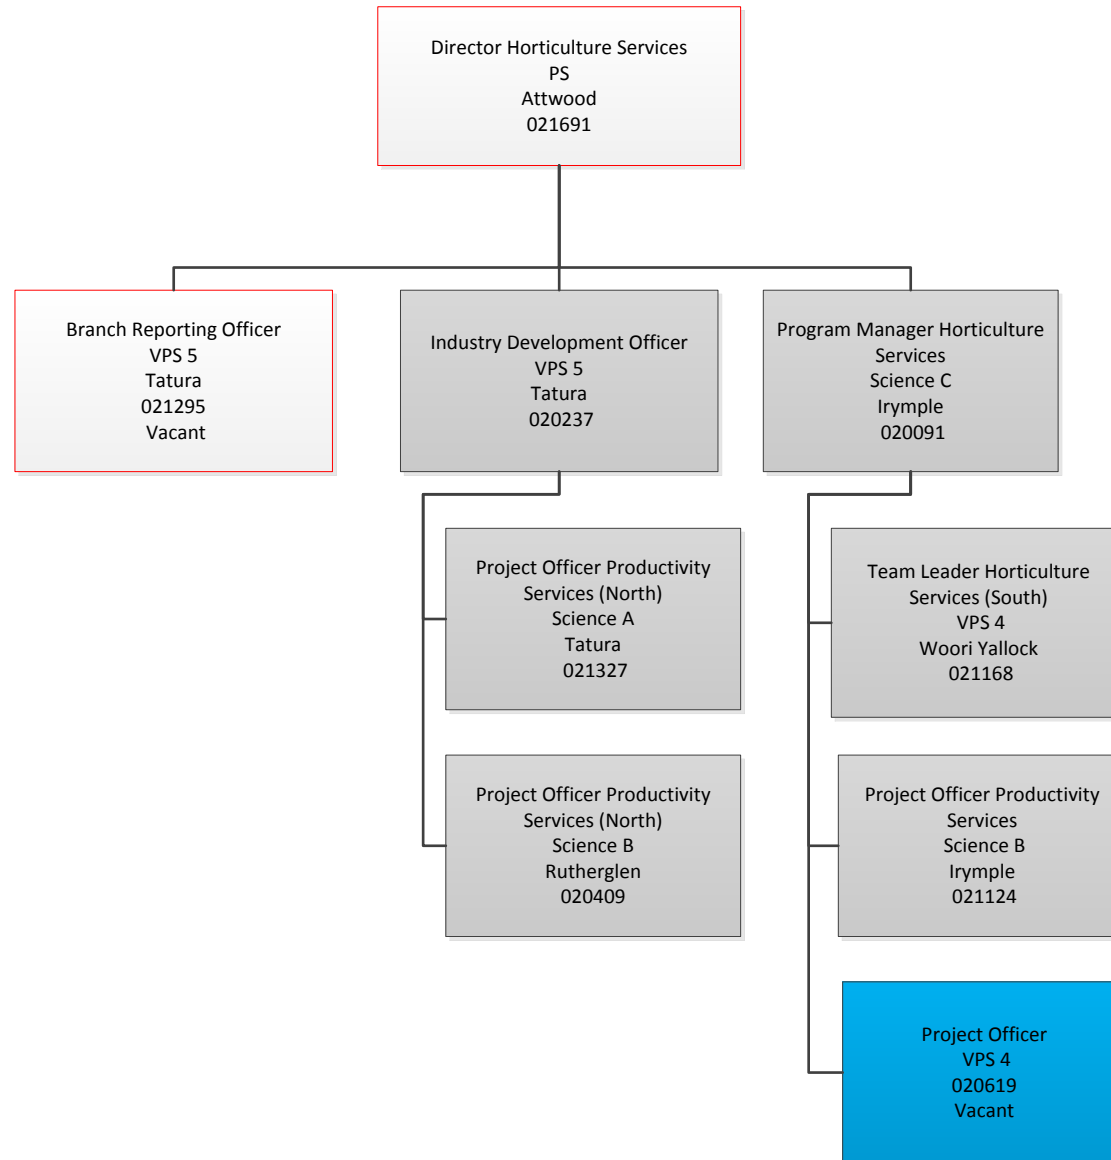 Director Horticulture Services
PS
Attwood
021691
Branch Reporting Officer
VPS 5
Tatura
021295
Vacant
Industry Development Officer
VPS 5
Tatura
020237
Program Manager Horticulture
Services
Science C
Irymple
020091
Project Officer Productivity
Services (North)
Science A
Tatura
021327
Team Leader Horticulture
Services (South)
VPS 4
Woori Yallock
021168
Project Officer Productivity
Services (North)
Science B
Rutherglen
020409
Project Officer Productivity
Services
Science B
Irymple
021124
Project Officer
VPS 4
020619
Vacant